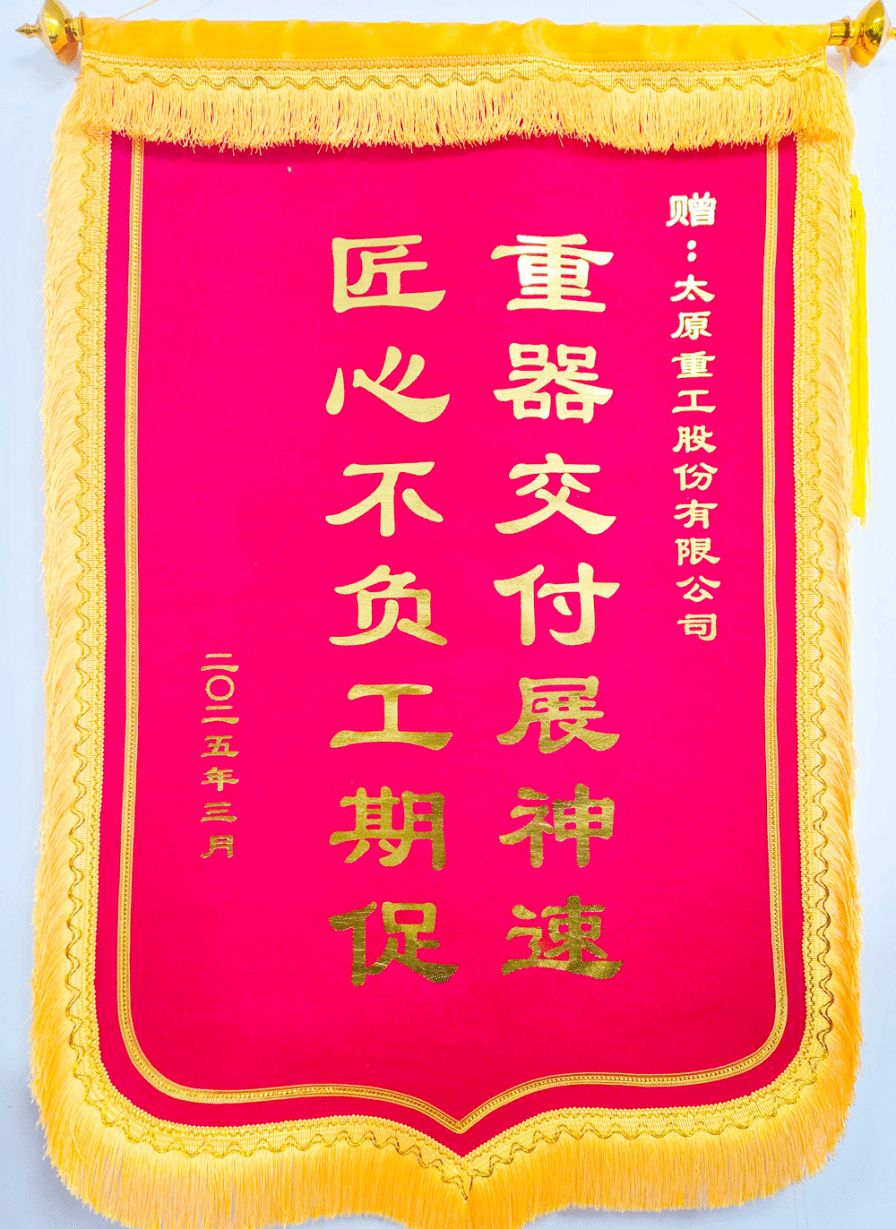 赠:太原重工股份有限公司
重器交付展神速
匠心不负工期促
二〇二五年三月